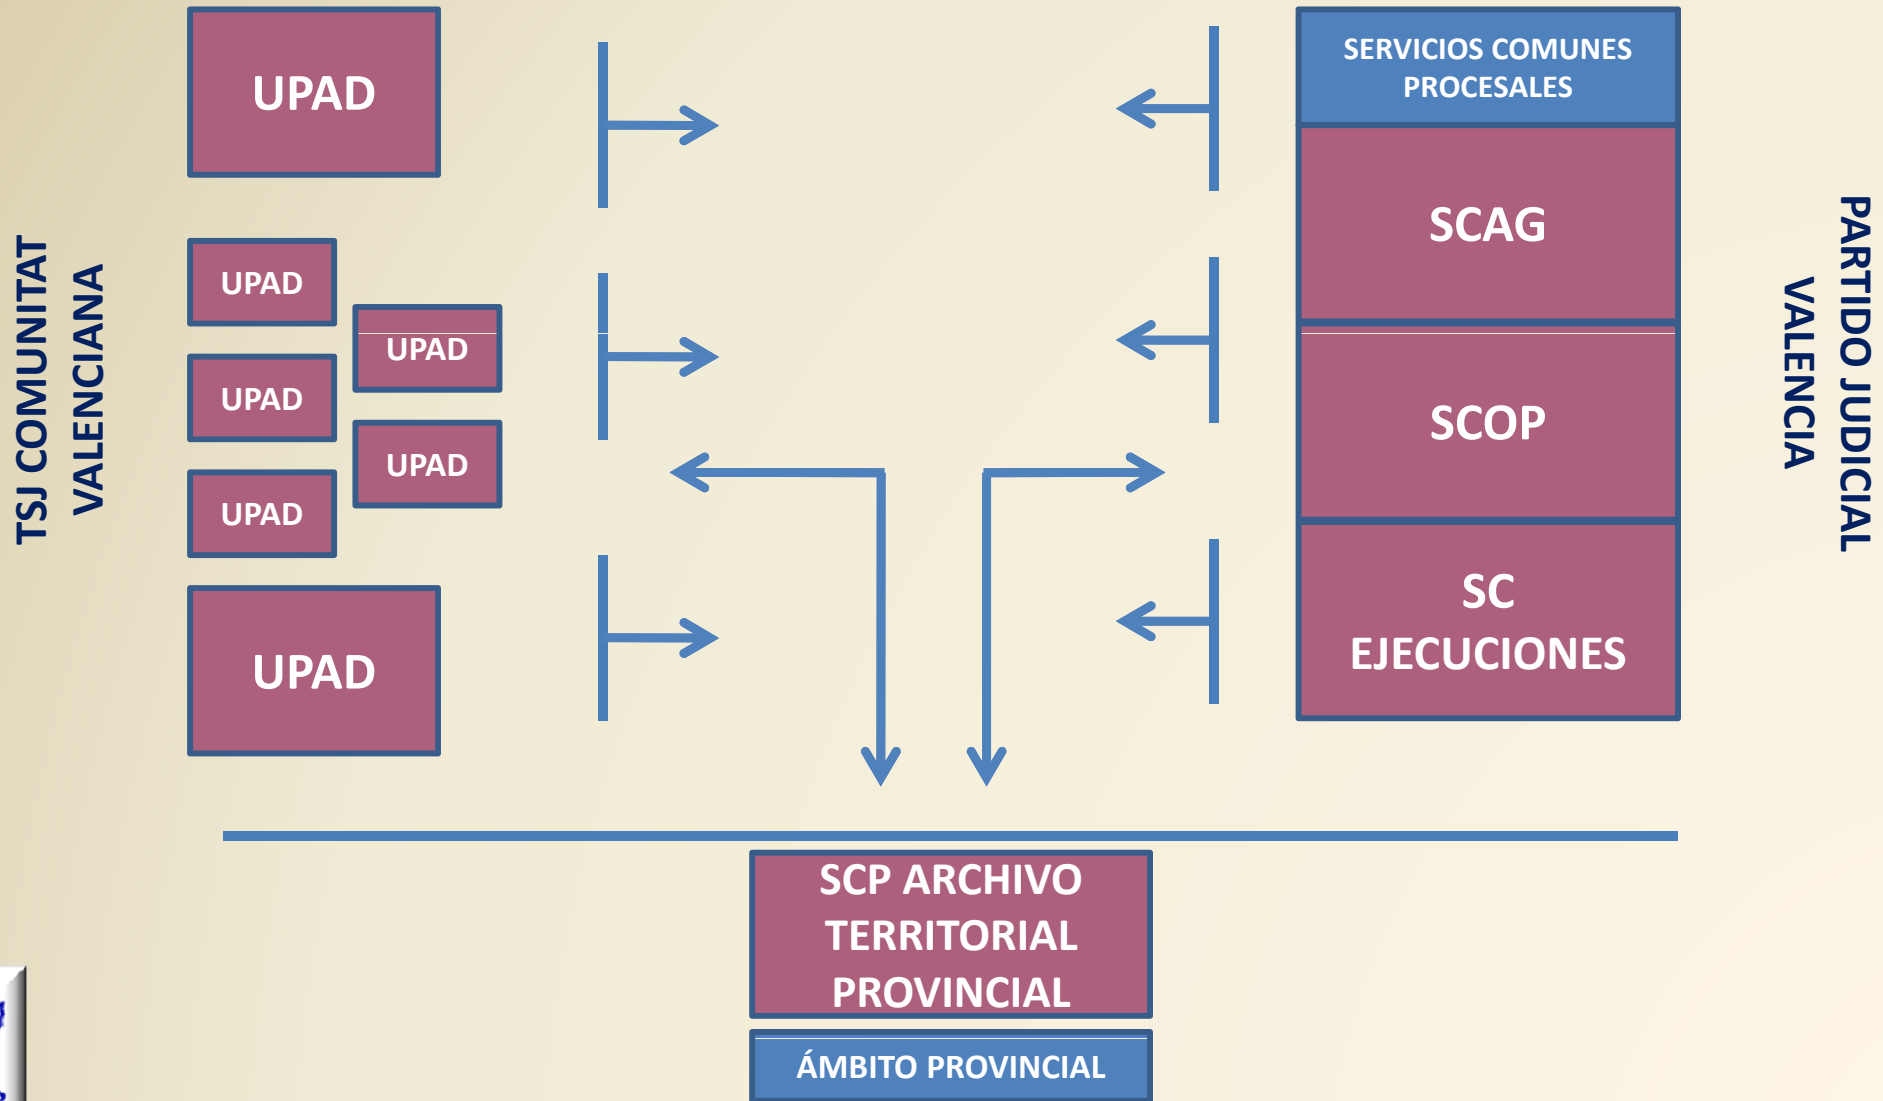 TSJ COMUNITAT
VALENCIANA
UPAD
UPAD
UPAD
UPAD
UPAD
UPAD
UPAD
SERVICIOS COMUNES
PROCESALES
SCAG
SCOP
SC
EJECUCIONES
PARTIDO JUDICIAL
VALENCIA
SCP ARCHIVO
TERRITORIAL
PROVINCIAL
ÁMBITO PROVINCIAL